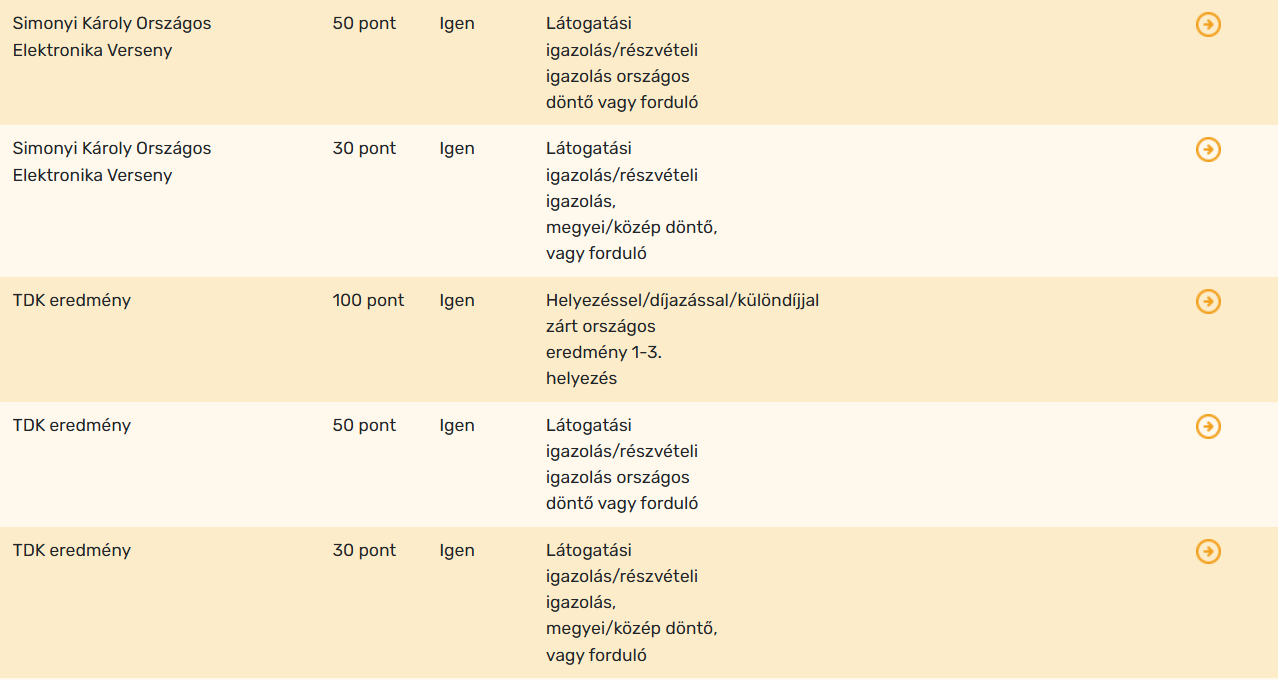 Simonyi Károly Országos 50 pont Igen Látogatási
Elektronika Verseny igazolás/részvételi
igazolás országos
döntő vagy forduló
Simonyi Károly Országos 30 pont Igen Látogatási
Elektronika Verseny igazolás/részvételi
igazolás,
megyei/közép döntő,
vagy forduló
TDK eredmény 100 pont Igen Helyezéssel/díjazással/különdíjjal
zárt országos
eredmény 1-3.
helyezés
TDK eredmény 50 pont Igen Látogatási
igazolás/részvételi
igazolás országos
döntő vagy forduló
TDK eredmény 30 pont Igen Látogatási
igazolás/részvételi
igazolás,
megyei/közép döntő,
vagy forduló